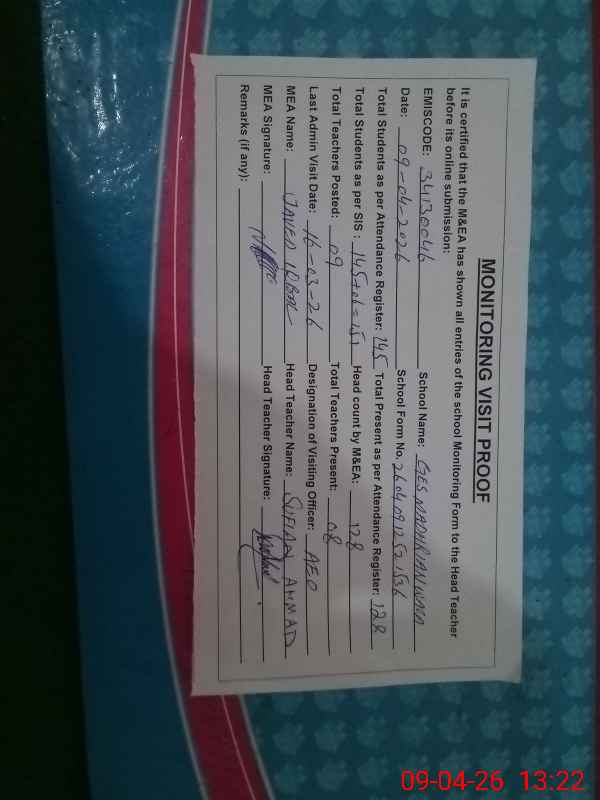 MONITORING VISIT PROOF
It is certified that the M&EA has shown all entries of the school Monitoring Form to the Head Teacher
before its online submission:
EMISCODE: 34130046 School Name: GES
Date: 09-04-2026 School Form No. 26040912521536
Total Students as per Attendance Register: 145 Total Present as per Attendance Register: 128
Total Students as per SIS : 145+06=151 Head count by M&EA: 128
Total Teachers Posted: 09 Total Teachers Present: 08
Last Admin Visit Date: 16-03-26 Designation of Visiting Officer: AEO
MEA Name: JAVED IQBAL Head Teacher Name: SUFIAN AHMAD
MEA Signature: Head Teacher Signature:
Remarks (if any):
09-04-26 13:22